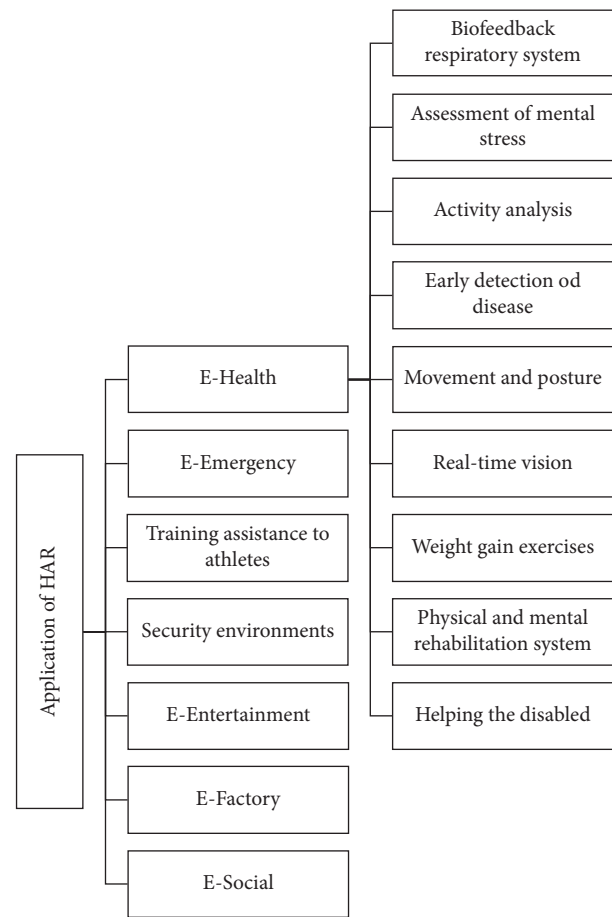 Application of HAR
E-Health
E-Emergency
Training assistance to
athletes
Security environments
E-Entertainment
E-Factory
E-Social
Biofeedback
respiratory system
Assessment of mental
stress
Activity analysis
Early detection od
disease
Movement and posture
Real-time vision
Weight gain exercises
Physical and mental
rehabilitation system
Helping the disabled